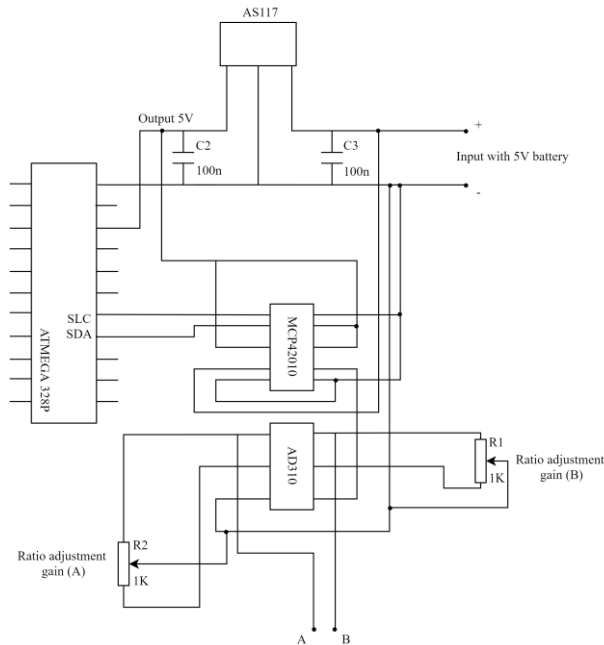 AS117
Output 5V
C2
100n
C3
100n
+
Input with 5V battery
-
SLC
SDA
ATMEGA 328P
MCP42010
AD310
R1
1K
Ratio adjustment
gain (B)
R2
1K
Ratio adjustment
gain (A)
A
B